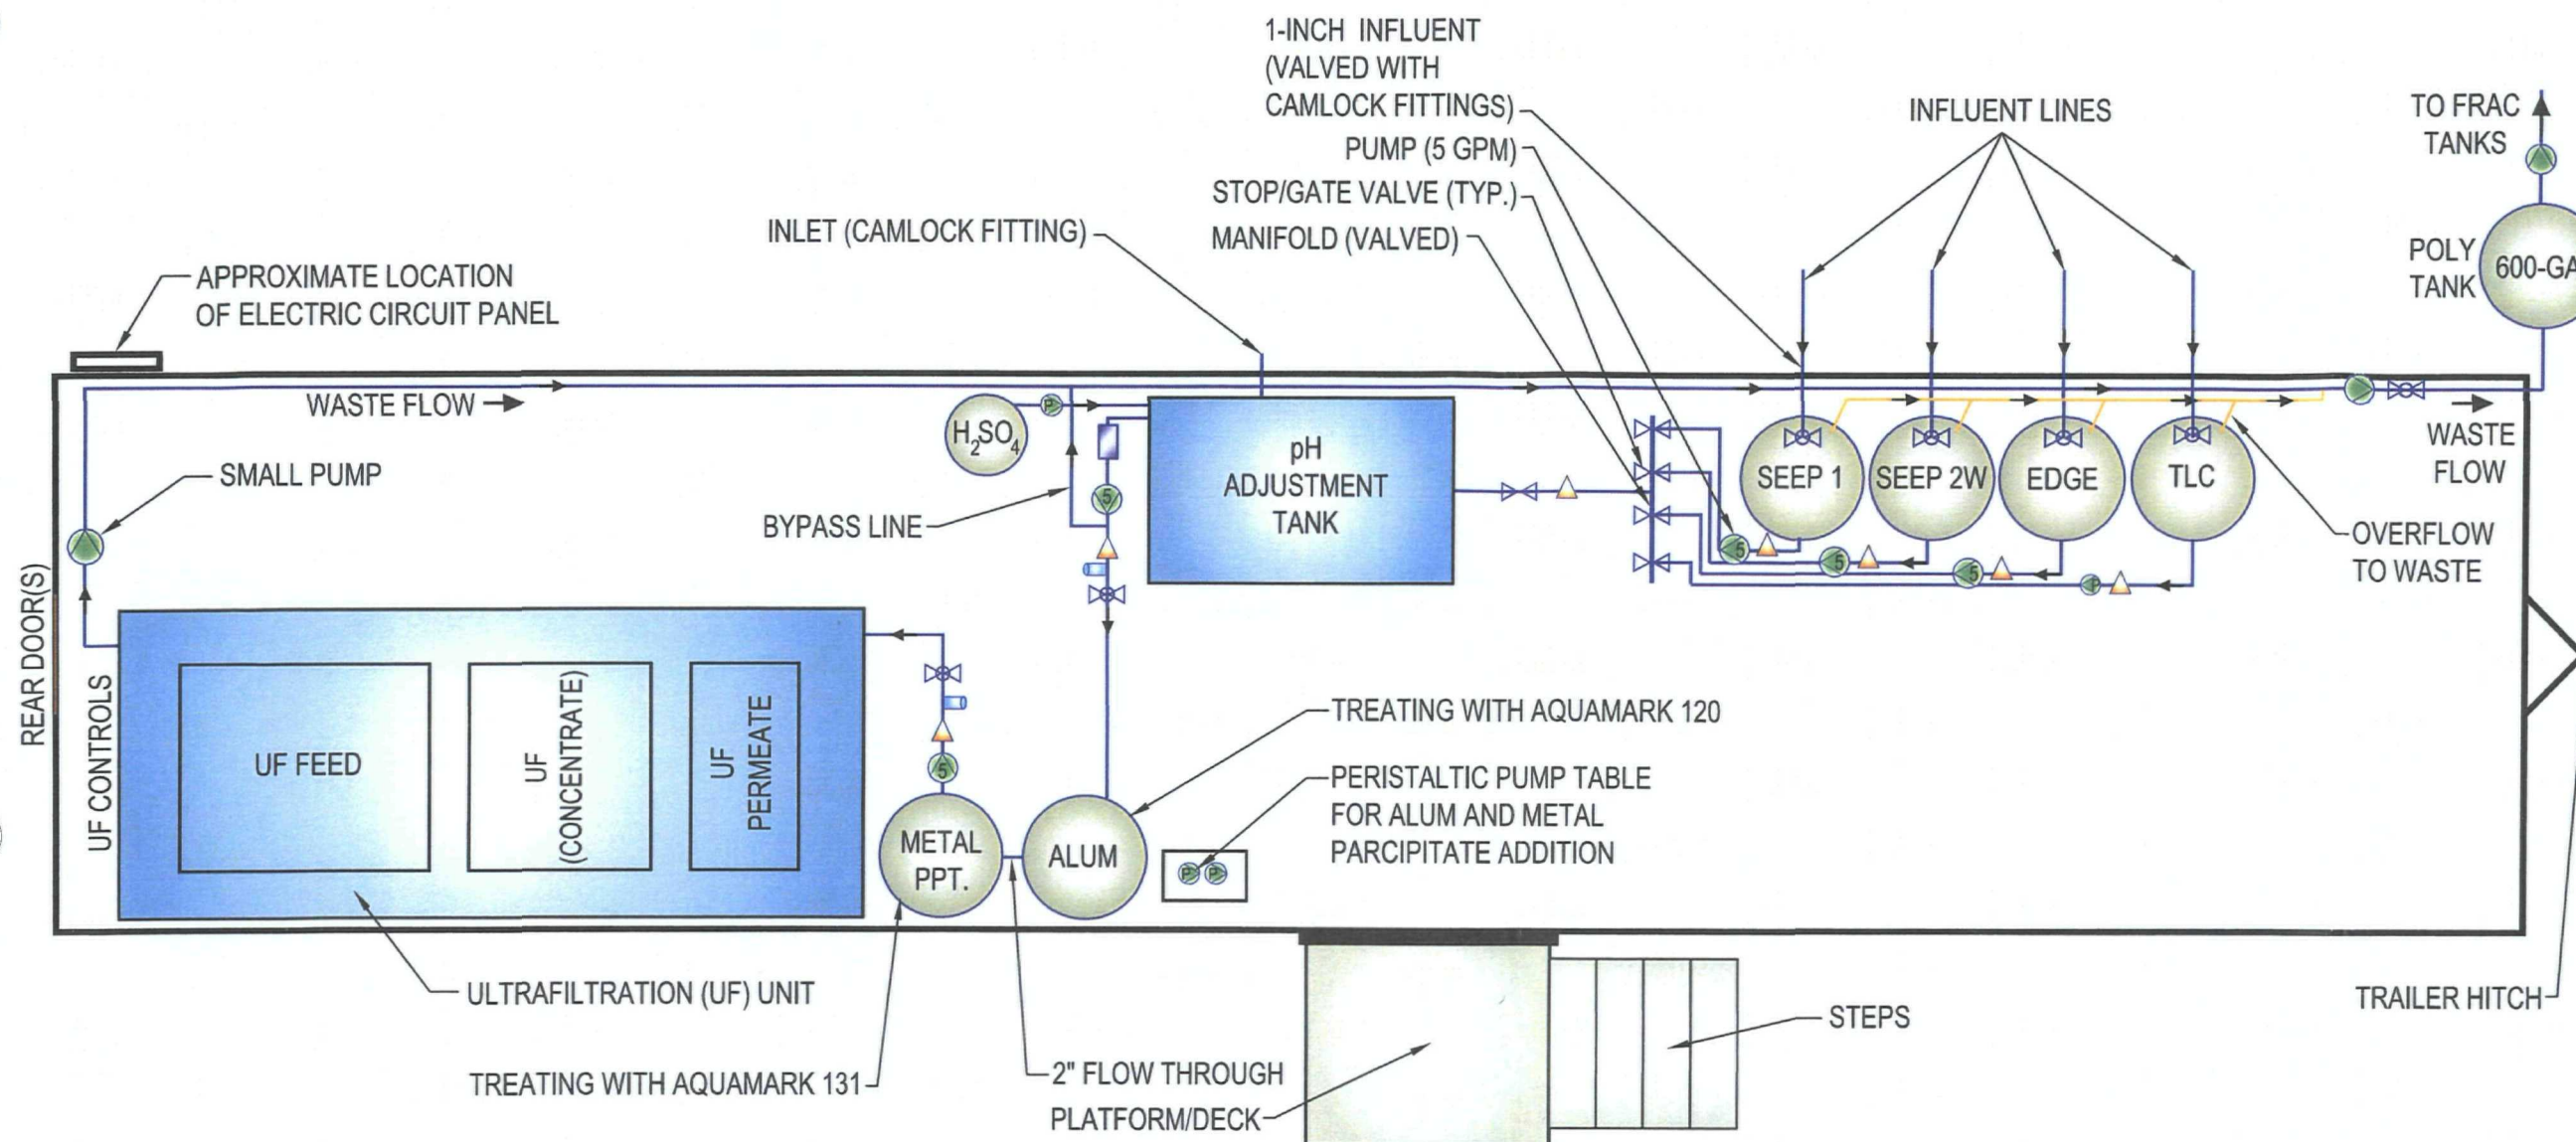 1-INCH INFLUENT
(VALVED WITH
CAMLOCK FITTINGS)
PUMP (5 GPM)
STOP/GATE VALVE (TYP.)
MANIFOLD (VALVED)
INLET (CAMLOCK FITTING)
INFLUENT LINES
TO FRAC
TANKS
POLY
TANK
600-GA
APPROXIMATE LOCATION
OF ELECTRIC CIRCUIT PANEL
WASTE FLOW
SMALL PUMP
H2SO4
P
5
BYPASS LINE
pH
ADJUSTMENT
TANK
SEEP 1
SEEP 2W
EDGE
TLC
5
5
5
P
WASTE
FLOW
OVERFLOW
TO WASTE
REAR DOOR(S)
UF CONTROLS
UF FEED
UF
(CONCENTRATE)
UF
PERMEATE
5
METAL
PPT.
ALUM
TREATING WITH AQUAMARK 120
PERISTALTIC PUMP TABLE
FOR ALUM AND METAL
PARCIPITATE ADDITION
P P
ULTRAFILTRATION (UF) UNIT
TREATING WITH AQUAMARK 131
2" FLOW THROUGH
PLATFORM/DECK
STEPS
TRAILER HITCH